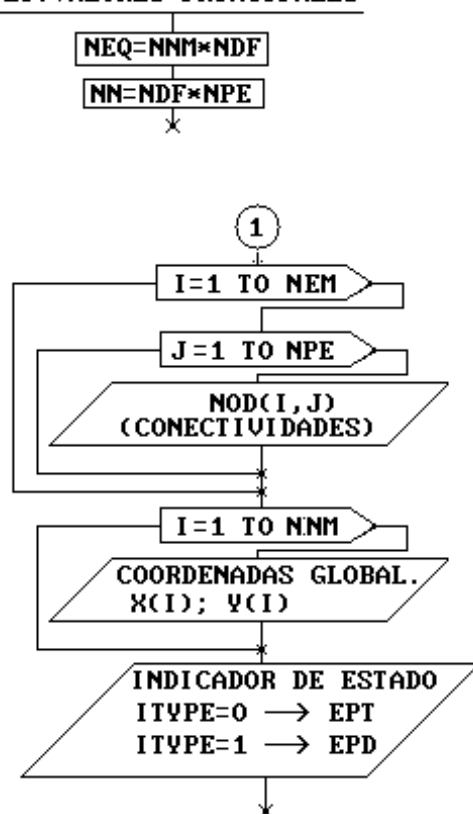 NEQ=NNM*NDF
NN=NDF*NPE
1
I=1 TO NEM
J=1 TO NPE
NOD(I,J)
(CONECTIVIDADES)
I=1 TO NNM
COORDENADAS GLOBAL.
X(I); Y(I)
INDICADOR DE ESTADO
ITYPE=0 → EPT
ITYPE=1 → EPD